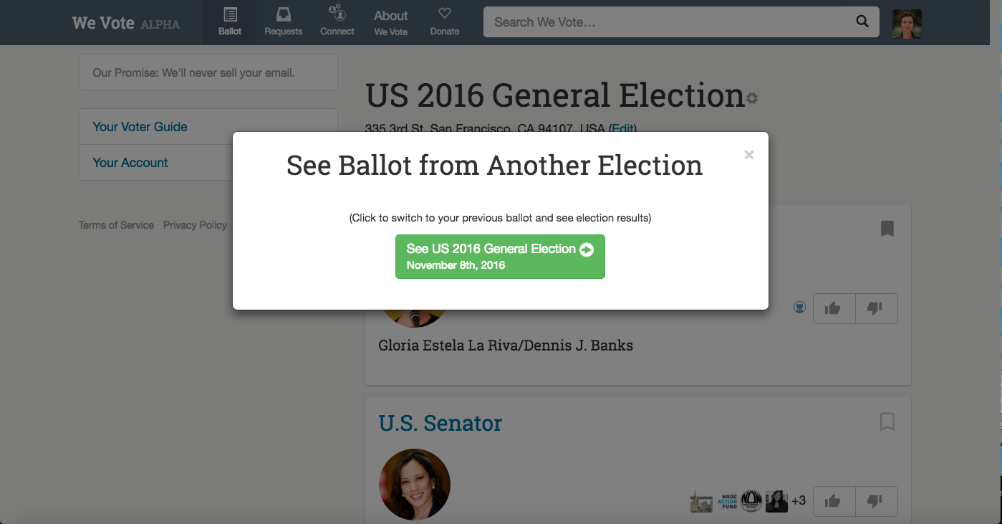 We Vote ALPHA
Ballot
Requests
Connect
About
We Vote
Donate
Search We Vote…
Our Promise: We'll never sell your email.
Your Voter Guide
Your Account
Terms of Service Privacy Policy
US 2016 General Election
335 3rd St, San Francisco, CA 94107, USA (Edit)
See Ballot from Another Election
×
(Click to switch to your previous ballot and see election results)
See US 2016 General Election
November 8th, 2016
Gloria Estela La Riva/Dennis J. Banks
U.S. Senator
NRDC
ACTION
FUND
+3